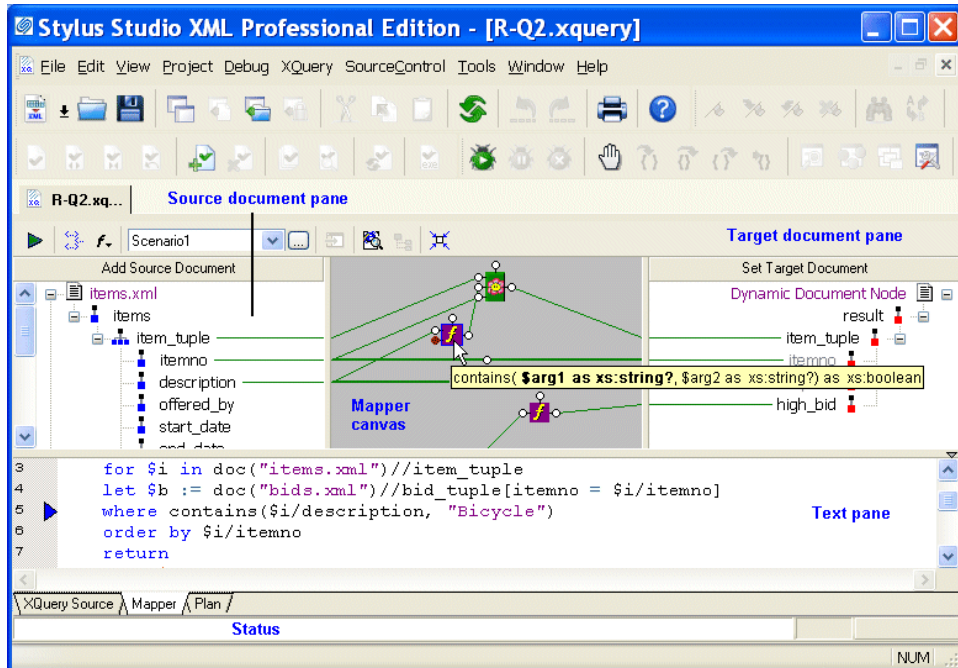 Stylus Studio XML Professional Edition - [R-Q2.xquery]
File Edit View Project Debug XQuery SourceControl Tools Window Help
XML
R-Q2.xq...
Source document pane
Scenario1
Target document pane
Add Source Document
Set Target Document
items.xml
Dynamic Document Node
items
result
item_tuple
item_tuple
itemno
itemno
description
contains( $arg1 as xs:string?, $arg2 as xs:string?) as xs:boolean
offered_by
Mapper canvas
high_bid
start_date
end_date
3 for $i in doc("items.xml")//item_tuple
4 let $b := doc("bids.xml")//bid_tuple[itemno = $i/itemno]
5 where contains($i/description, "Bicycle")
Text pane
6 order by $i/itemno
7 return
XQuery Source Mapper Plan
Status
NUM